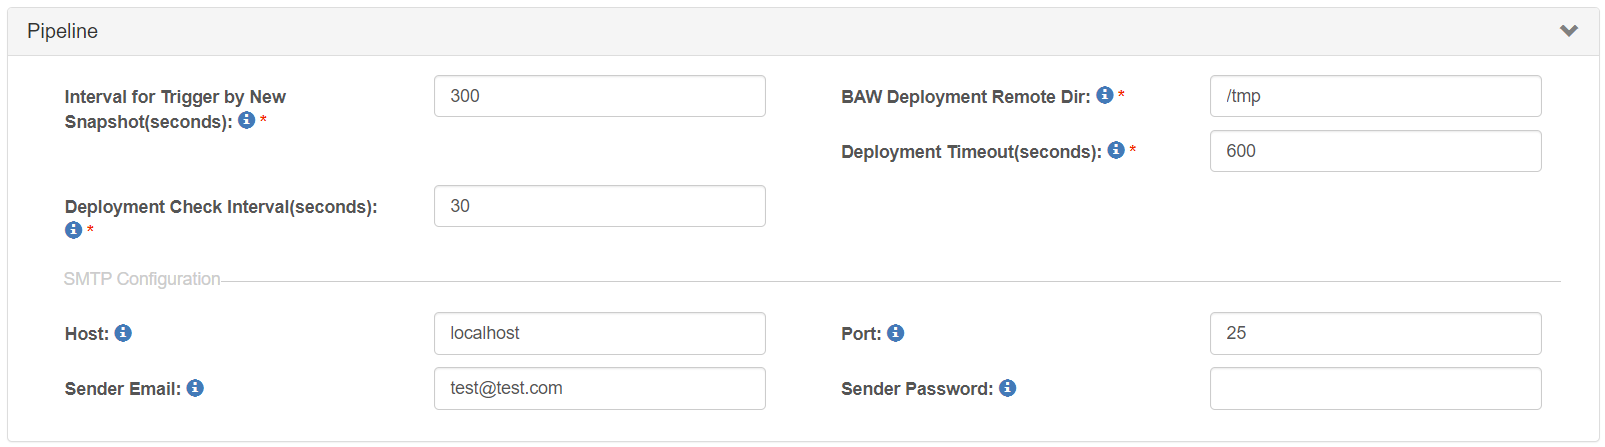 Pipeline
Interval for Trigger by New
Snapshot(seconds): *
300
BAW Deployment Remote Dir: *
/tmp
Deployment Timeout(seconds): *
600
Deployment Check Interval(seconds):
*
30
SMTP Configuration
Host:
localhost
Port:
25
Sender Email:
test@test.com
Sender Password: